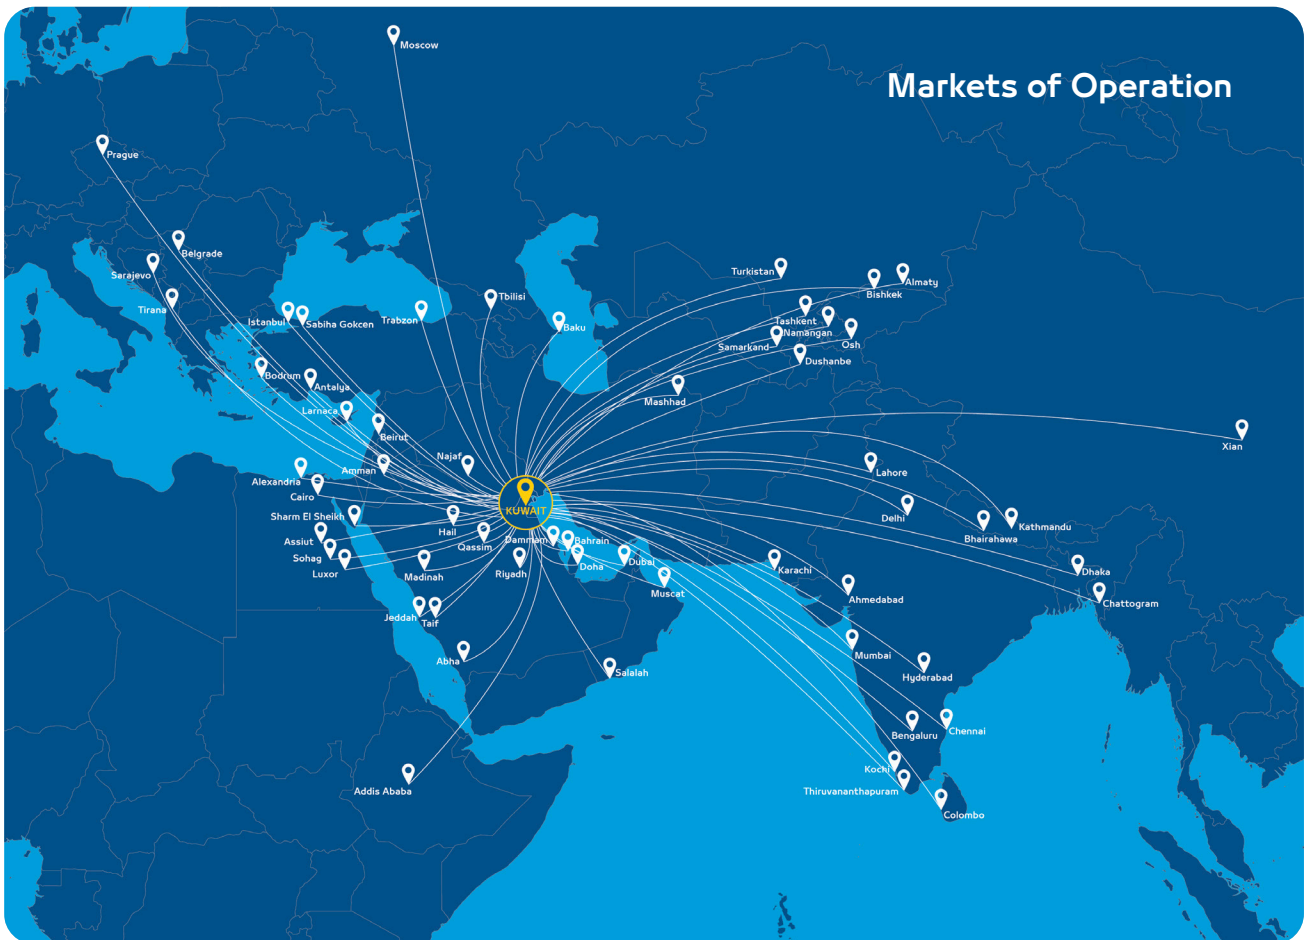 Moscow
Markets of Operation
Prague
Belgrade
Sarajevo
Tirana
Istanbul
Sabiha Gokcen
Trabzon
Tbilisi
Baku
Turkistan
Bishkek
Almaty
Tashkent
Namangan
Osh
Samarkand
Dushanbe
Mashhad
Bodrum
Antalya
Larnaca
Beirut
Xian
Najaf
Amman
Alexandria
Cairo
Lahore
KUWAIT
Sharm El Sheikh
Hail
Delhi
Kathmandu
Bhairahawa
Assiut
Qassim
Dammam
Bahrain
Sohag
Luxor
Madinah
Riyadh
Doha
Dubai
Karachi
Dhaka
Muscat
Ahmedabad
Chattogram
Jeddah
Taif
Mumbai
Abha
Salalah
Hyderabad
Bengaluru
Chennai
Kochi
Addis Ababa
Thiruvananthapuram
Colombo